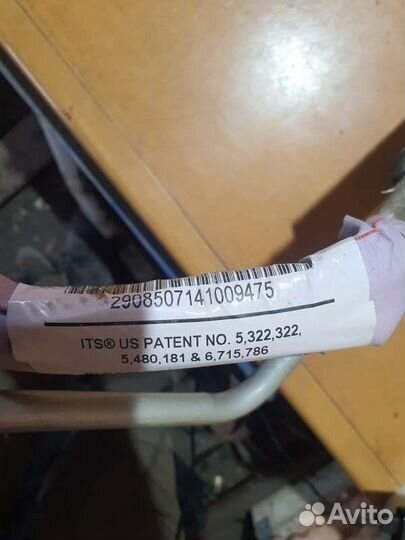 2908507141009475
ITS® US PATENT NO. 5,322,322,
5,480,181 & 6,715,786
Avito